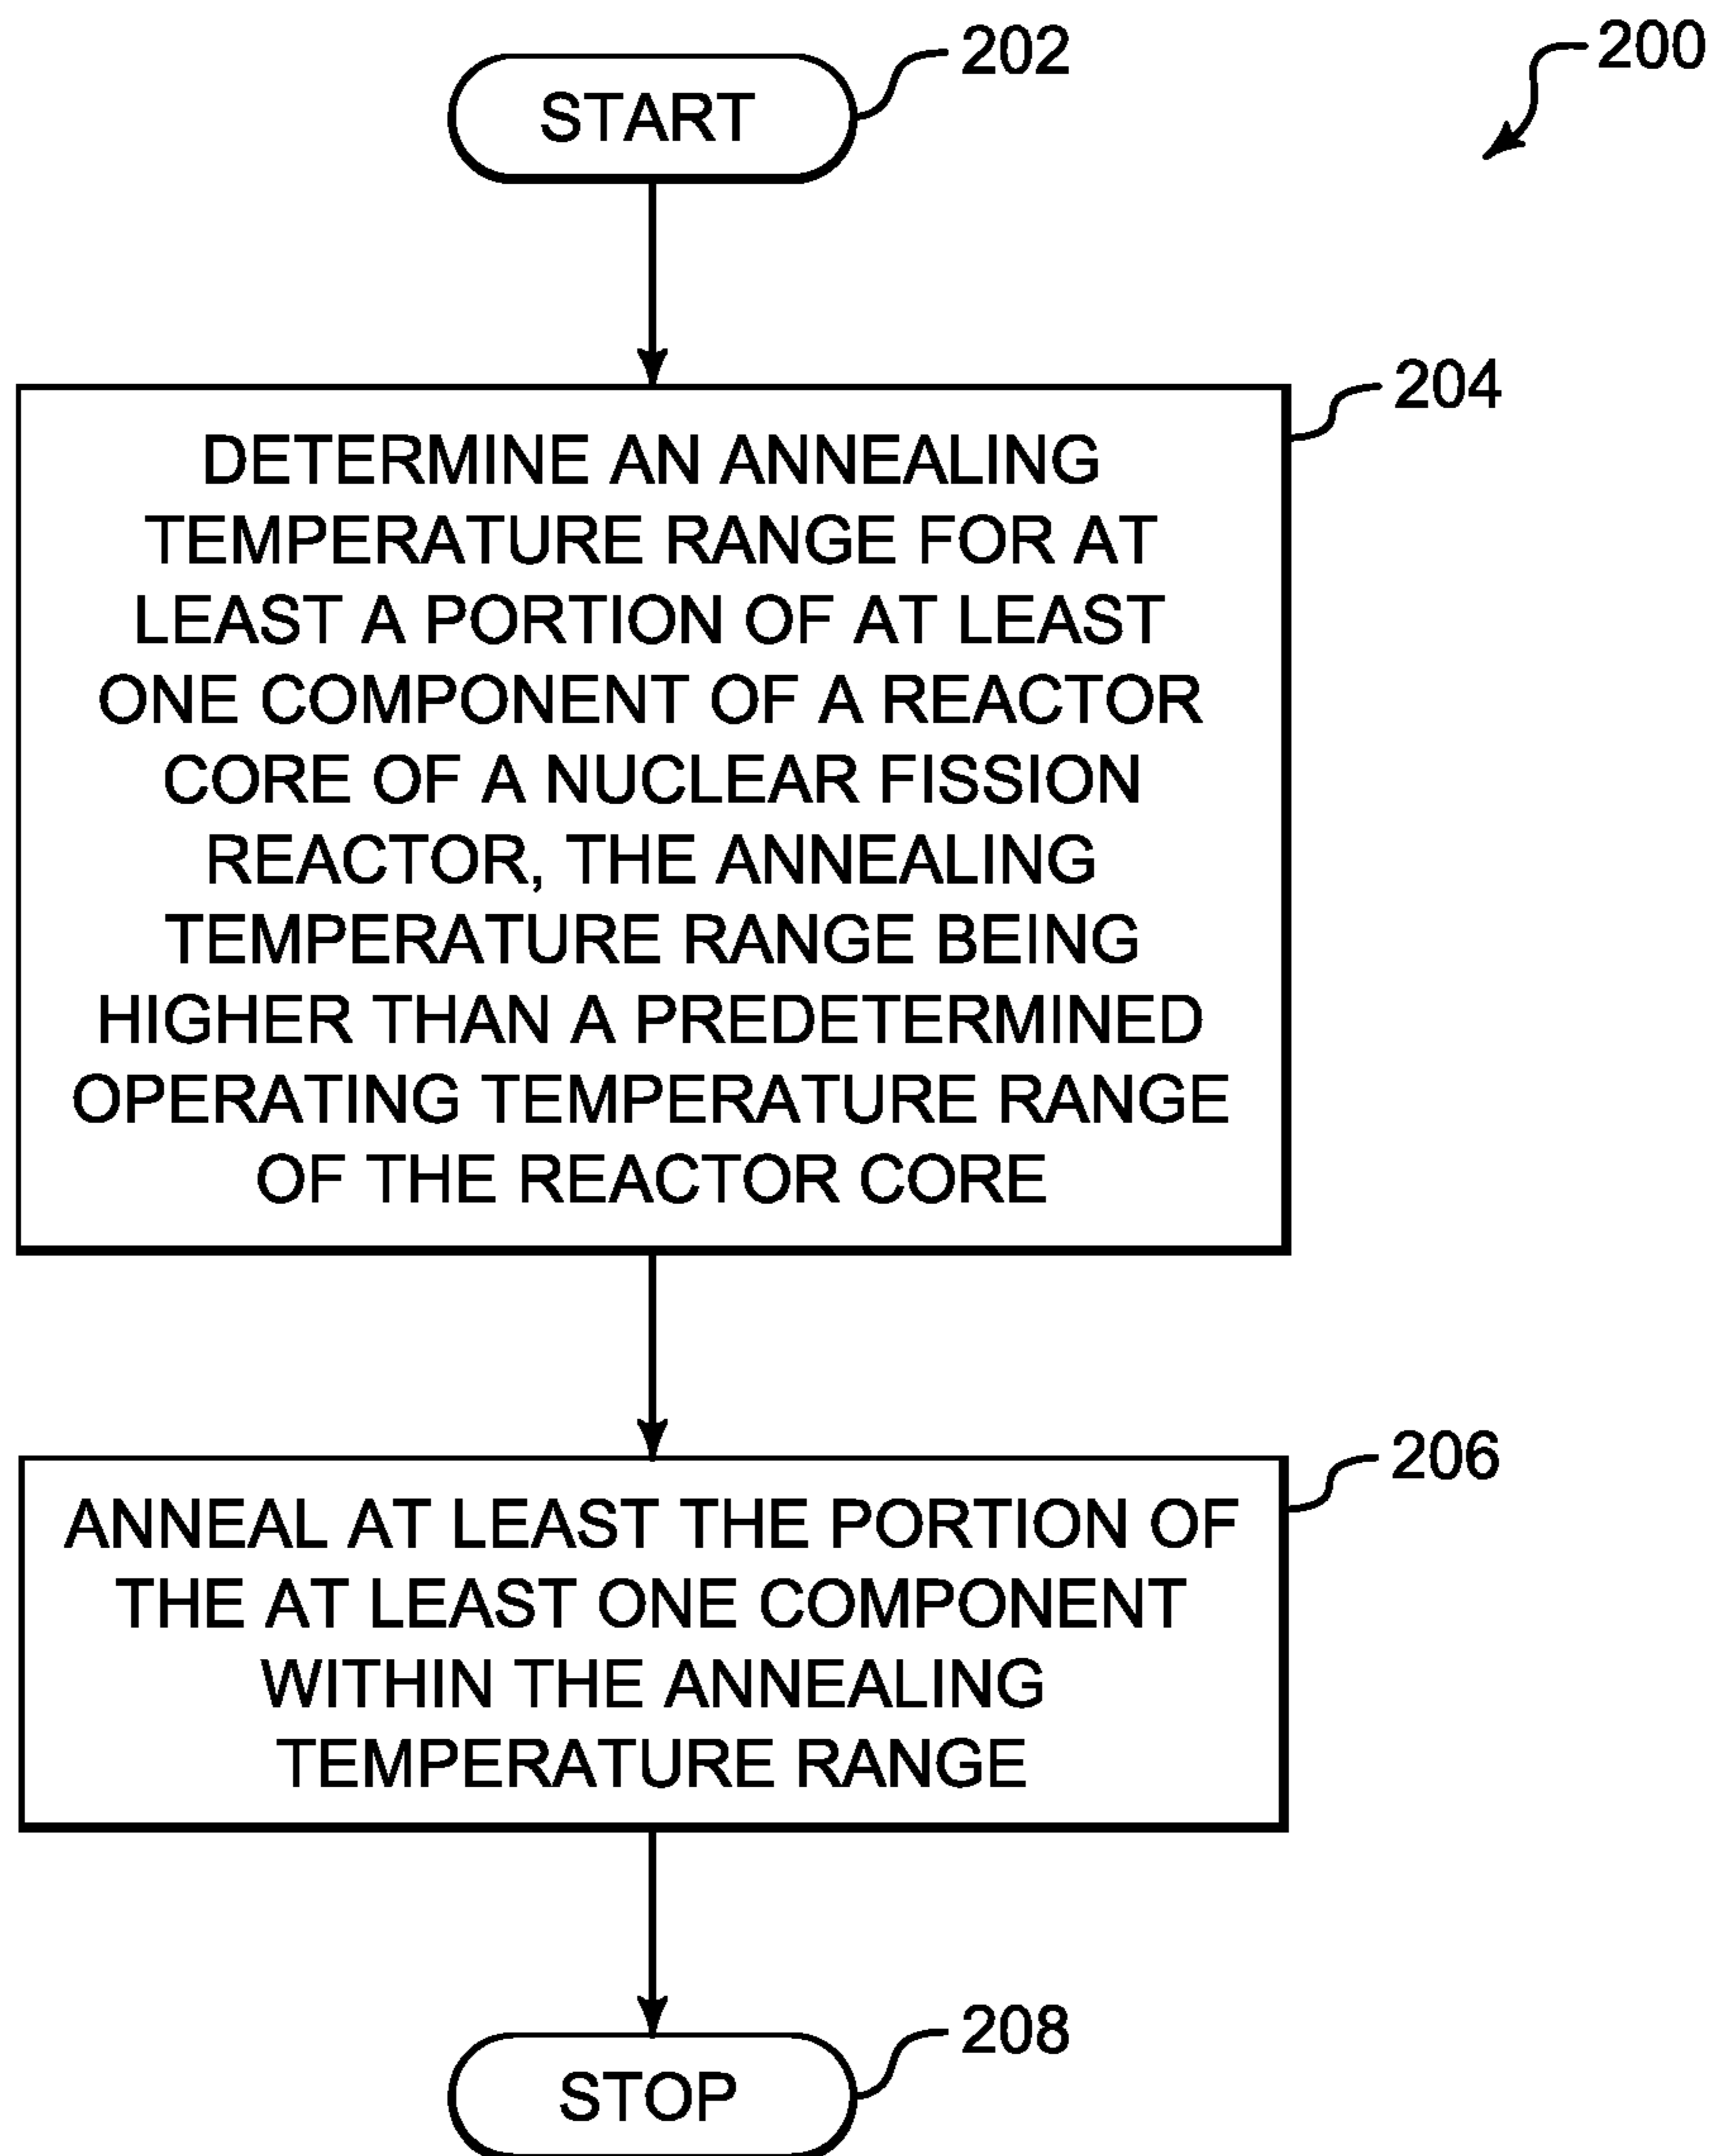 202
200
START
204
DETERMINE AN ANNEALING
TEMPERATURE RANGE FOR AT
LEAST A PORTION OF AT LEAST
ONE COMPONENT OF A REACTOR
CORE OF A NUCLEAR FISSION
REACTOR, THE ANNEALING
TEMPERATURE RANGE BEING
HIGHER THAN A PREDETERMINED
OPERATING TEMPERATURE RANGE
OF THE REACTOR CORE
206
ANNEAL AT LEAST THE PORTION OF
THE AT LEAST ONE COMPONENT
WITHIN THE ANNEALING
TEMPERATURE RANGE
208
STOP